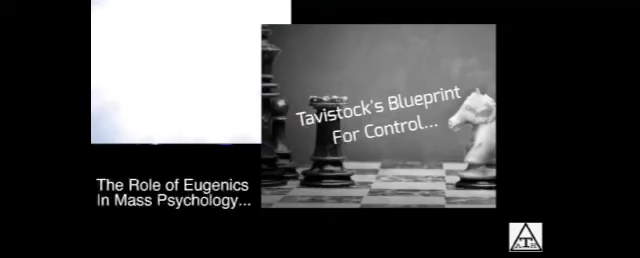 Tavistock's Blueprint
For Control...
The Role of Eugenics
In Mass Psychology...